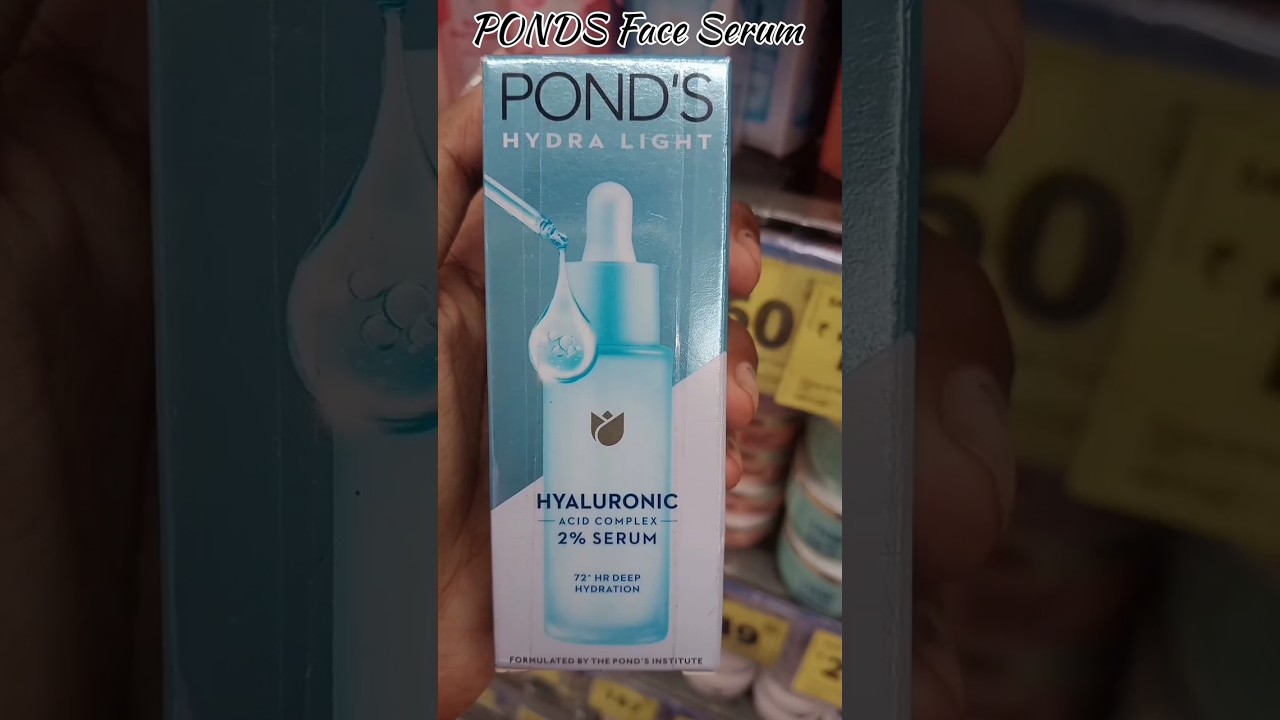 PONDS Face Serum
POND'S
HYDRA LIGHT
HYALURONIC
ACID COMPLEX
2% SERUM
72^ HR DEEP
HYDRATION
FORMULATED BY THE POND'S INSTITUTE